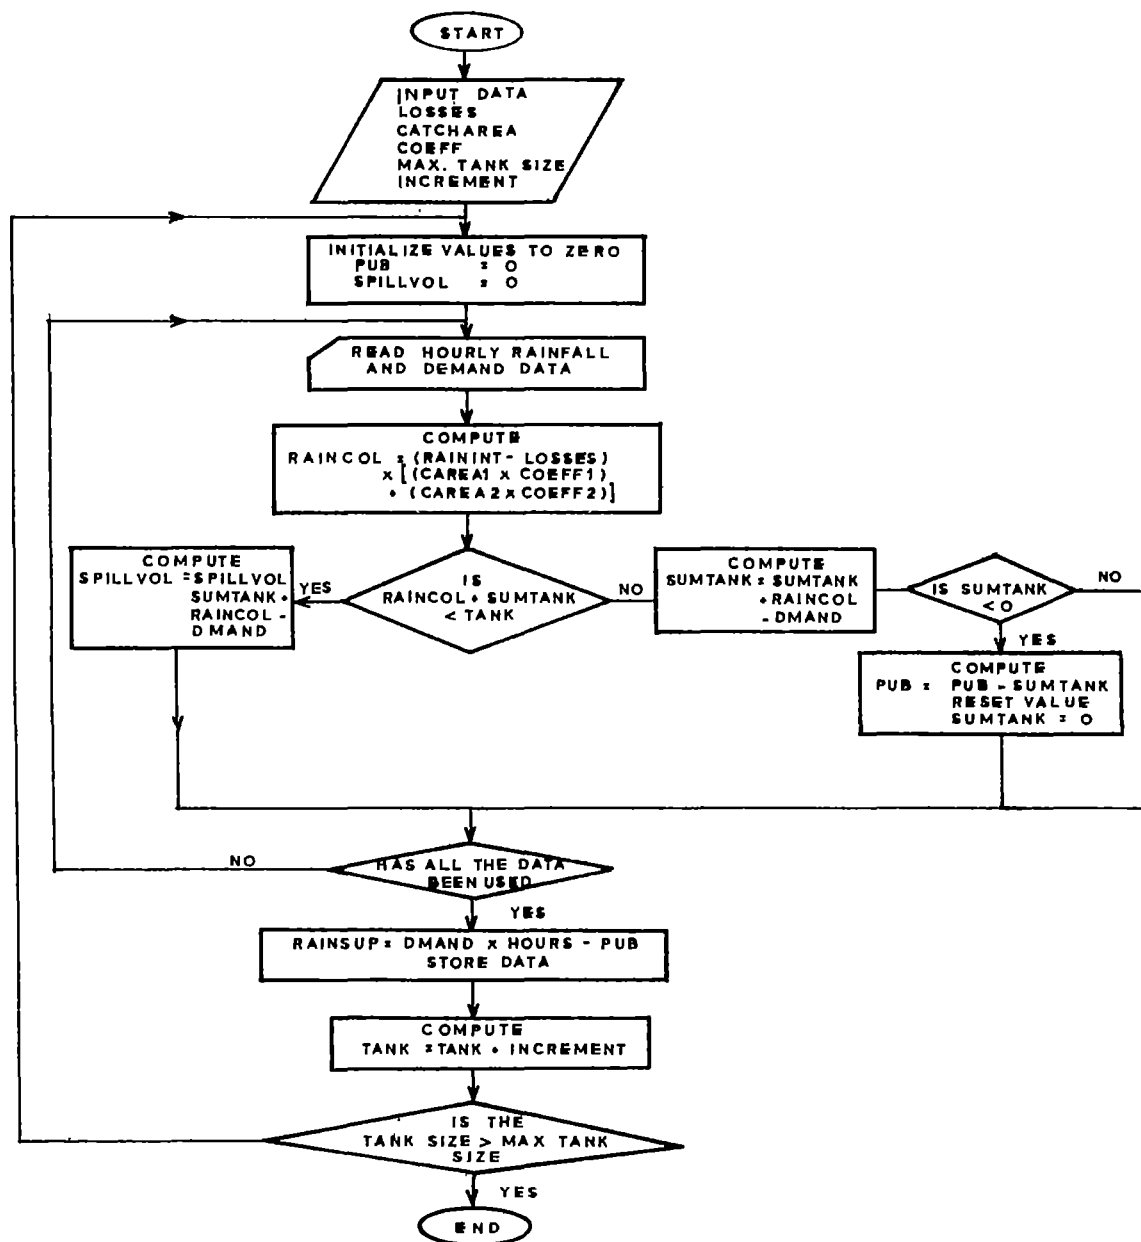 START
INPUT DATA
LOSSES
CATCHAREA
COEFF
MAX. TANK SIZE
INCREMENT
INITIALIZE VALUES TO ZERO
PUB = 0
SPILLVOL = 0
READ HOURLY RAINFALL
AND DEMAND DATA
COMPUTE
RAINCOL = (RAININT - LOSSES)
x [(CAREA1 x COEFF1)
+ (CAREA2 x COEFF2)]
COMPUTE
SPILLVOL = SPILLVOL
SUMTANK +
RAINCOL -
DMAND
YES
IS
RAINCOL + SUMTANK
< TANK
NO
COMPUTE
SUMTANK = SUMTANK
+ RAINCOL
- DMAND
IS SUMTANK
< 0
NO
YES
COMPUTE
PUB = PUB - SUMTANK
RESET VALUE
SUMTANK = 0
NO
HAS ALL THE DATA
BEEN USED
YES
RAINSUP = DMAND x HOURS - PUB
STORE DATA
COMPUTE
TANK = TANK + INCREMENT
IS THE
TANK SIZE > MAX TANK
SIZE
YES
END